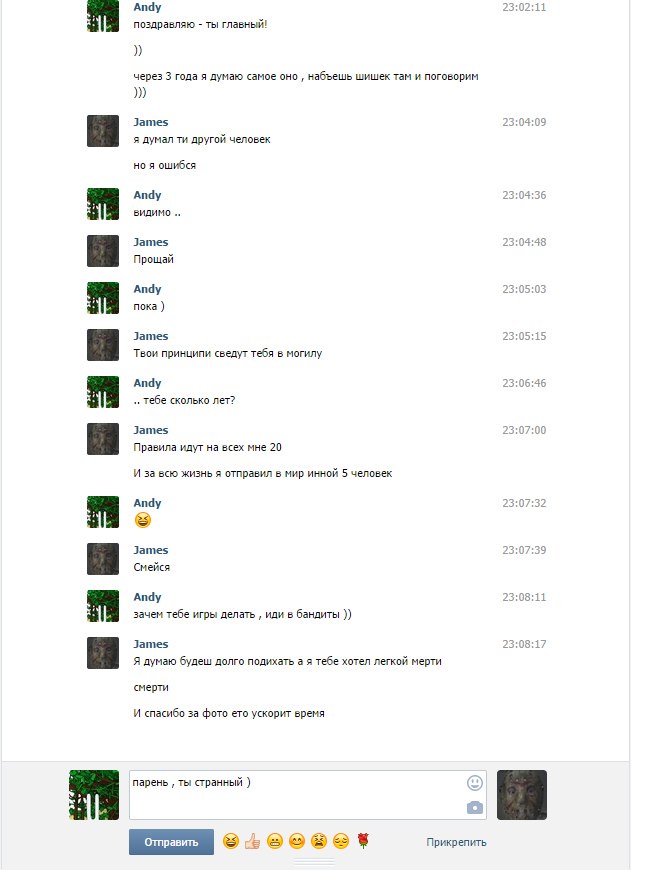 Andy 23:02:11
поздравляю - ты главный!
))
через 3 года я думаю самое оно , набъешь шишек там и поговорим
)))
James 23:04:09
я думал ти другой человек
но я ошибся
Andy 23:04:36
видимо ..
James 23:04:48
Прощай
Andy 23:05:03
пока )
James 23:05:15
Твои принципи сведут тебя в могилу
Andy 23:06:46
.. тебе сколько лет?
James 23:07:00
Правила идут на всех мне 20
И за всю жизнь я отправил в мир инной 5 человек
Andy 23:07:32
James 23:07:39
Смейся
Andy 23:08:11
зачем тебе игры делать , иди в бандиты ))
James 23:08:17
Я думаю будеш долго подихать а я тебе хотел легкой мерти
смерти
И спасибо за фото ето ускорит время
парень , ты странный )
Отправить
Прикрепить